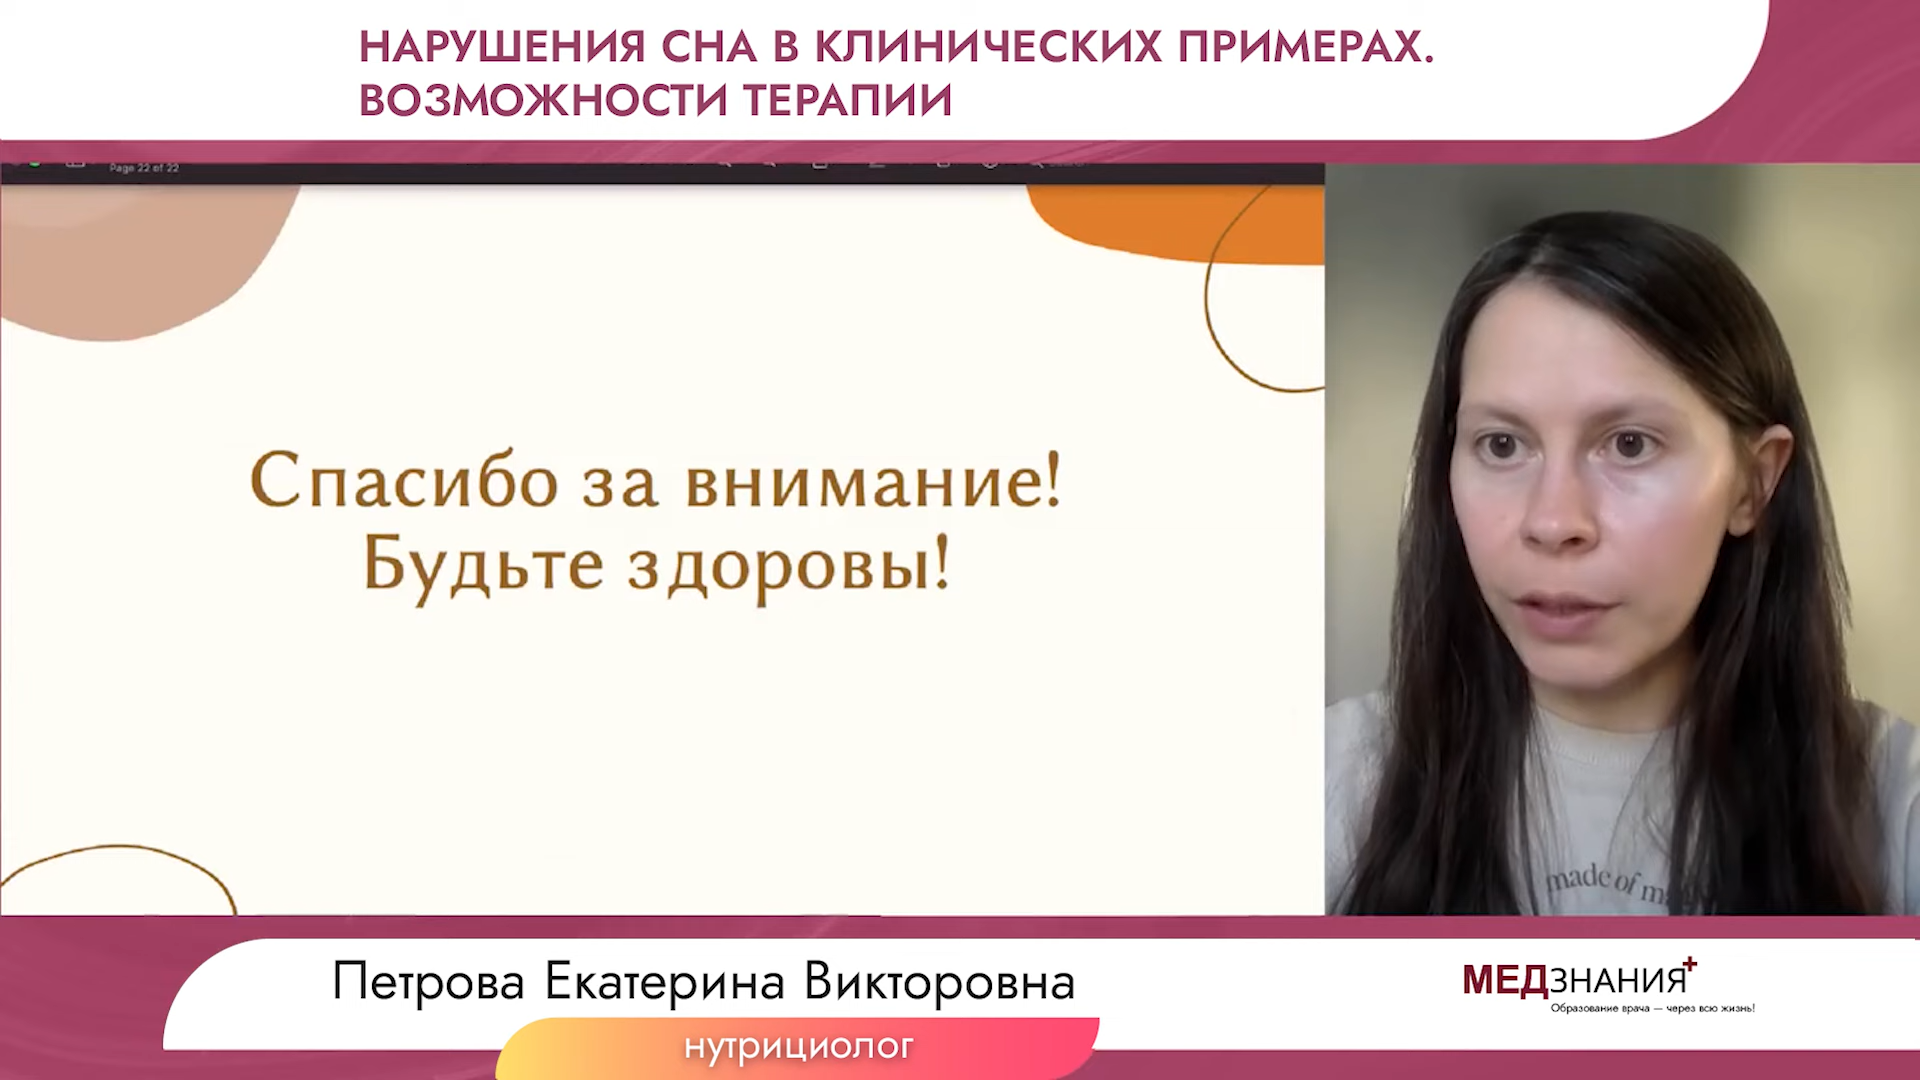 НАРУШЕНИЯ СНА В КЛИНИЧЕСКИХ ПРИМЕРАХ.
ВОЗМОЖНОСТИ ТЕРАПИИ
Page 22 of 22
Спасибо за внимание!
Будьте здоровы!
made of
Петрова Екатерина Викторовна
нутрициолог
МЕДЗНАНИЯ+
Образование врача — через всю жизнь!